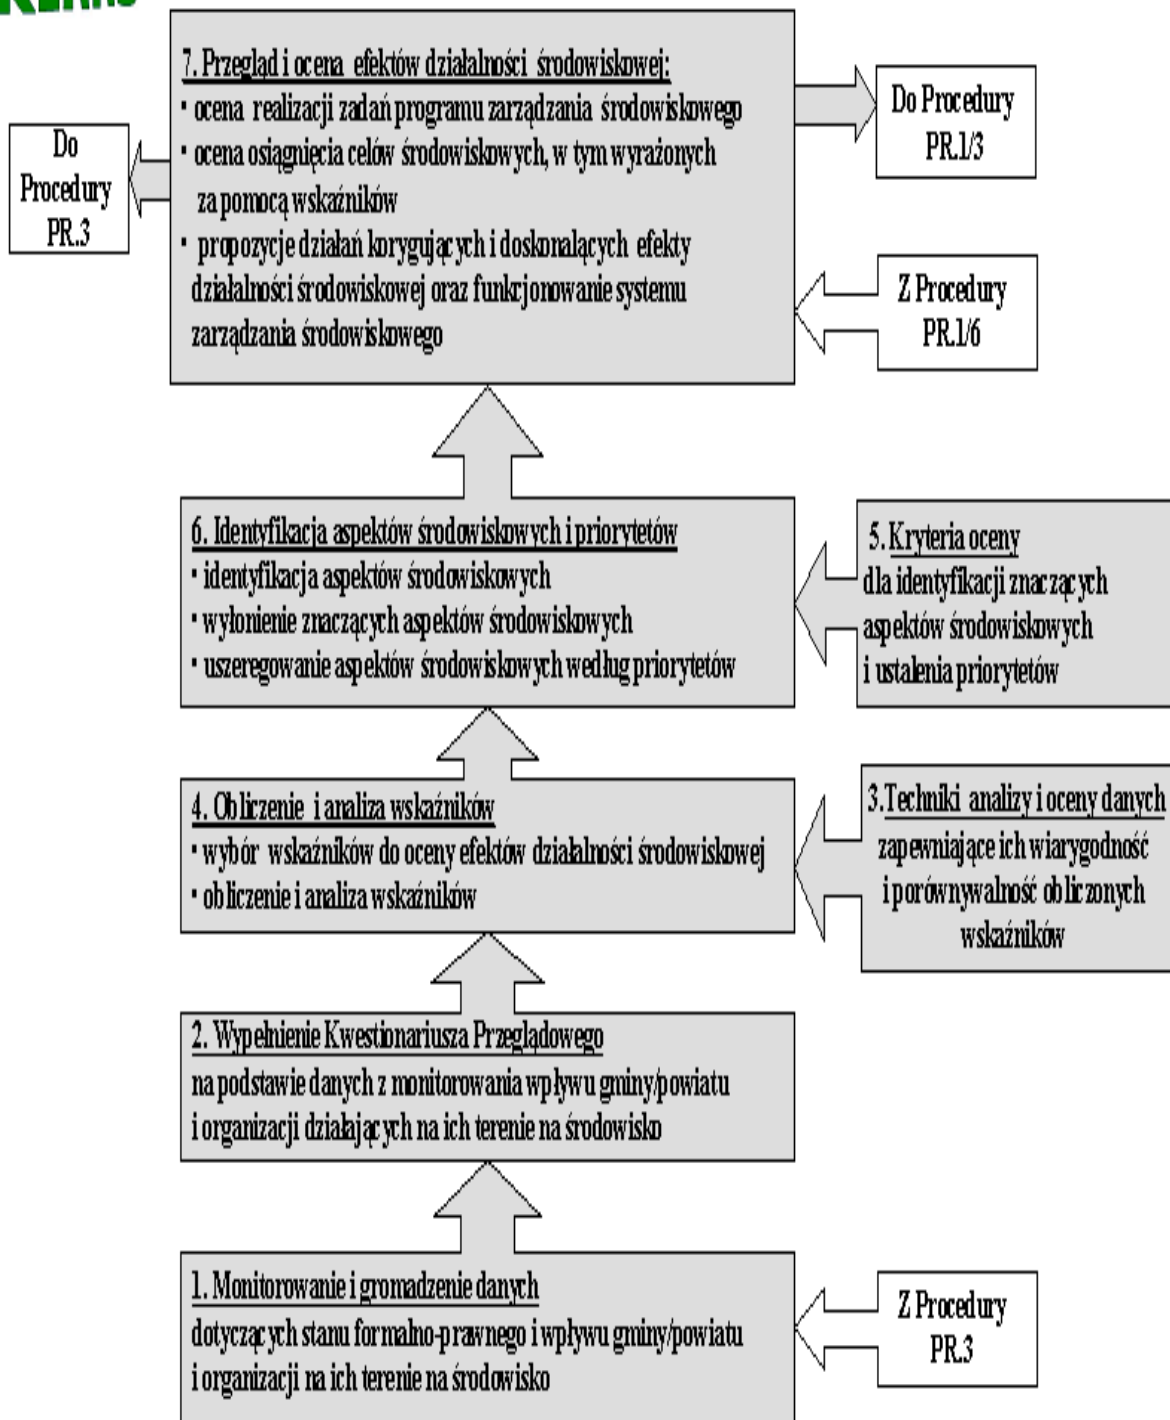 7. Przegląd i ocena efektów działalności środowiskowej:
▪ ocena realizacji zadań programu zarządzania środowiskowego
▪ ocena osiągnięcia celów środowiskowych, w tym wyrażonych
za pomocą wskaźników
▪ propozycje działań korygujących i doskonalących efekty
działalności środowiskowej oraz funkcjonowanie systemu
zarządzania środowiskowego
Do
Procedury
PR.3
Do Procedury
PR.1/3
Z Procedury
PR.1/6
6. Identyfikacja aspektów środowiskowych i priorytetów
▪ identyfikacja aspektów środowiskowych
▪ wyłonienie znaczących aspektów środowiskowych
▪ uszeregowanie aspektów środowiskowych według priorytetów
5. Kryteria oceny
dla identyfikacji znaczących
aspektów środowiskowych
i ustalenia priorytetów
4. Obliczenie i analiza wskaźników
▪ wybór wskaźników do oceny efektów działalności środowiskowej
▪ obliczenie i analiza wskaźników
3.Techniki analizy i oceny danych
zapewniające ich wiarygodność
i porównywalność obliczonych
wskaźników
2. Wypełnienie Kwestionariusza Przeglądowego
na podstawie danych z monitorowania wpływu gminy/powiatu
i organizacji działających na ich terenie na środowisko
1. Monitorowanie i gromadzenie danych
dotyczących stanu formalno-prawnego i wpływu gminy/powiatu
i organizacji na ich terenie na środowisko
Z Procedury
PR.3